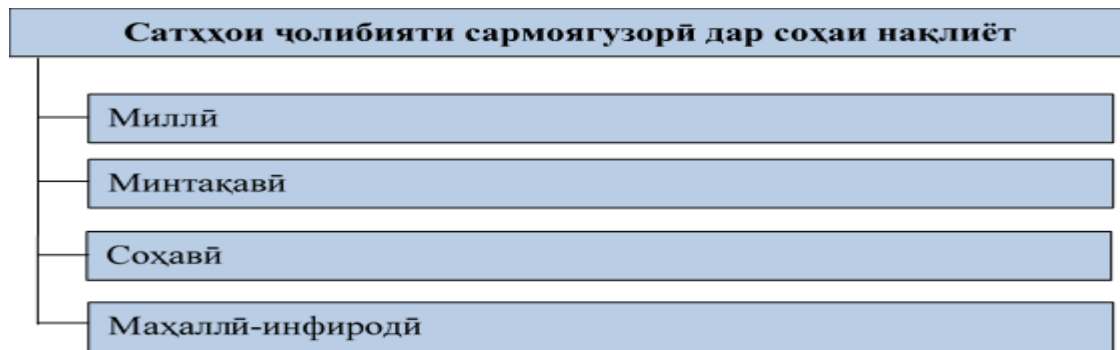 Сатҳҳои ҷолибияти сармоягузорӣ дар соҳаи нақлиёт
Миллӣ
Минтақавӣ
Соҳавӣ
Маҳаллӣ-инфиродӣ